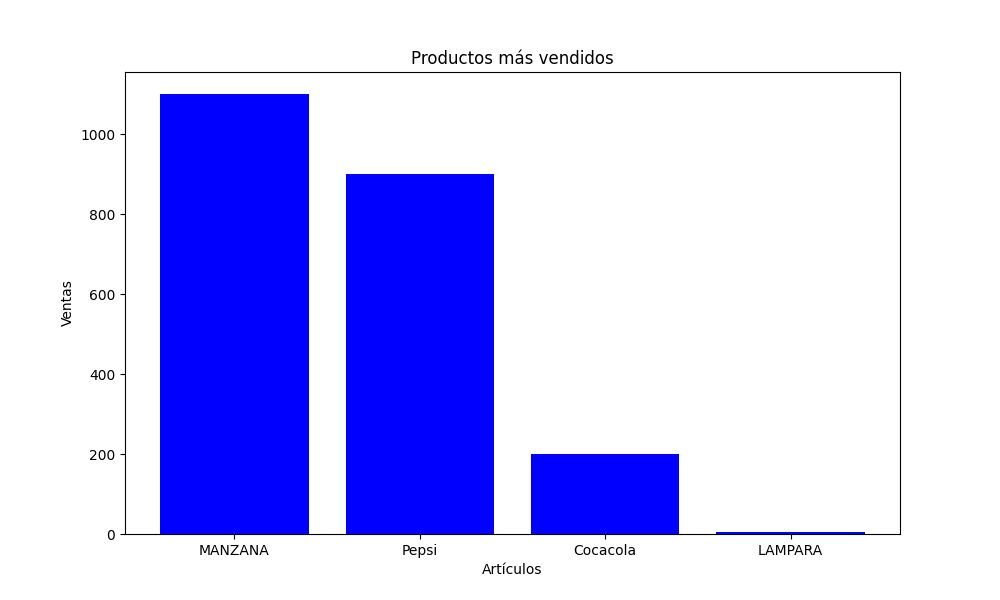 Productos más vendidos
1000
800
600
400
200
0
Ventas
MANZANA Pepsi Cocacola LAMPARA
Artículos